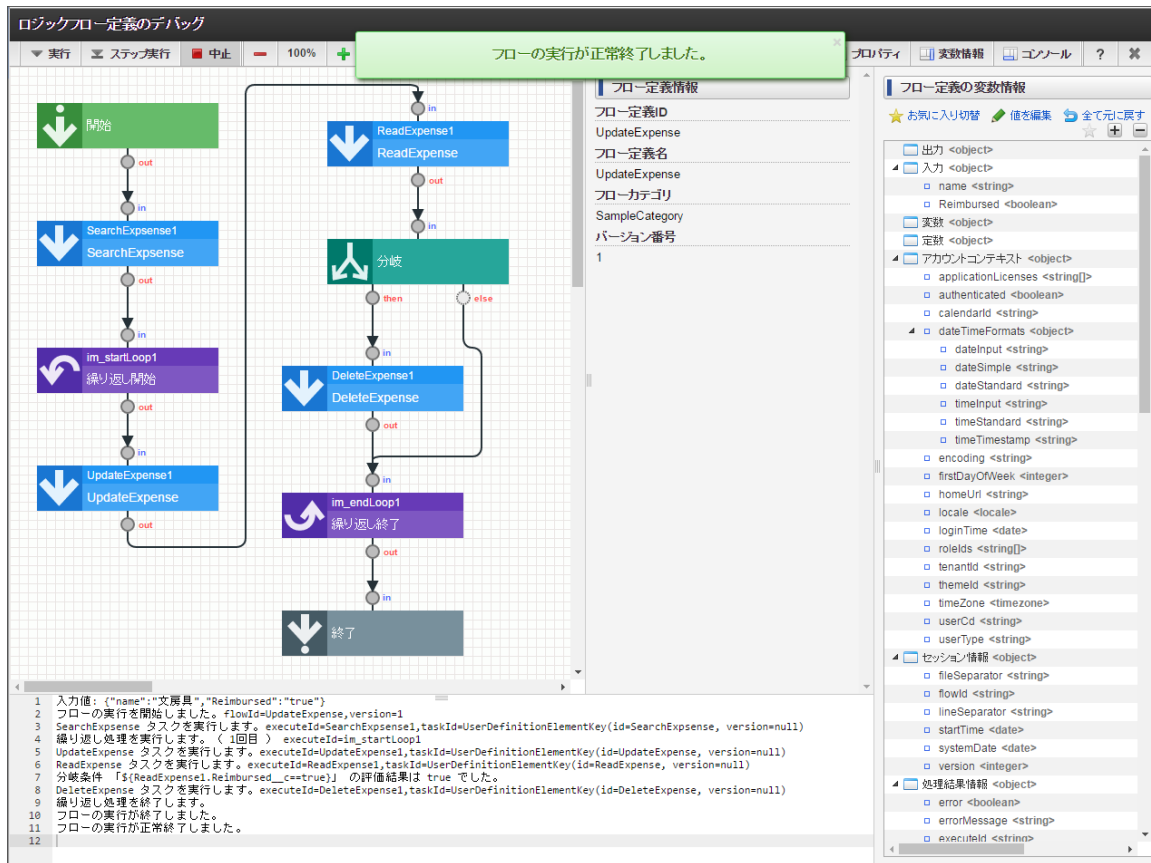 ロジックフロー定義のデバッグ
実行 ステップ実行 中止 100% プロパティ 変数情報 コンソール ?
フローの実行が正常終了しました。
開始
out
in
SearchExpsense1
SearchExpsense
out
in
im_startLoop1
繰り返し開始
out
in
UpdateExpense1
UpdateExpense
out
in
ReadExpense1
ReadExpense
out
in
分岐
then else
in
DeleteExpense1
DeleteExpense
out
in
im_endLoop1
繰り返し終了
out
in
終了
フロー定義情報
フロー定義ID
UpdateExpense
フロー定義名
UpdateExpense
フローカテゴリ
SampleCategory
バージョン番号
1
フロー定義の変数情報
お気に入り切替 値を編集 全て元に戻す
出力 <object>
入力 <object>
name <string>
Reimbursed <boolean>
変数 <object>
定数 <object>
アカウントコンテキスト <object>
applicationLicenses <string[]>
authenticated <boolean>
calendarId <string>
dateTimeFormats <object>
dateInput <string>
dateSimple <string>
dateStandard <string>
timeInput <string>
timeStandard <string>
timeTimestamp <string>
encoding <string>
firstDayOfWeek <integer>
homeUrl <string>
locale <locale>
loginTime <date>
roleIds <string[]>
tenantId <string>
themeId <string>
timeZone <timezone>
userCd <string>
userType <string>
セッション情報 <object>
fileSeparator <string>
flowId <string>
lineSeparator <string>
startTime <date>
systemDate <date>
version <integer>
処理結果情報 <object>
error <boolean>
errorMessage <string>
executeId <string>
1 入力値: {"name":"文房具","Reimbursed":"true"}
2 フローの実行を開始しました。flowId=UpdateExpense,version=1
3 SearchExpsense タスクを実行します。executeId=SearchExpsense1,taskId=UserDefinitionElementKey(id=SearchExpsense, version=null)
4 繰り返し処理を実行します。（ 1回目 ） executeId=im_startLoop1
5 UpdateExpense タスクを実行します。executeId=UpdateExpense1,taskId=UserDefinitionElementKey(id=UpdateExpense, version=null)
6 ReadExpense タスクを実行します。executeId=ReadExpense1,taskId=UserDefinitionElementKey(id=ReadExpense, version=null)
7 分岐条件 「${ReadExpense1.Reimbursed__c==true}」 の評価結果は true でした。
8 DeleteExpense タスクを実行します。executeId=DeleteExpense1,taskId=UserDefinitionElementKey(id=DeleteExpense, version=null)
9 繰り返し処理を終了します。
10 フローの実行が終了しました。
11 フローの実行が正常終了しました。
12